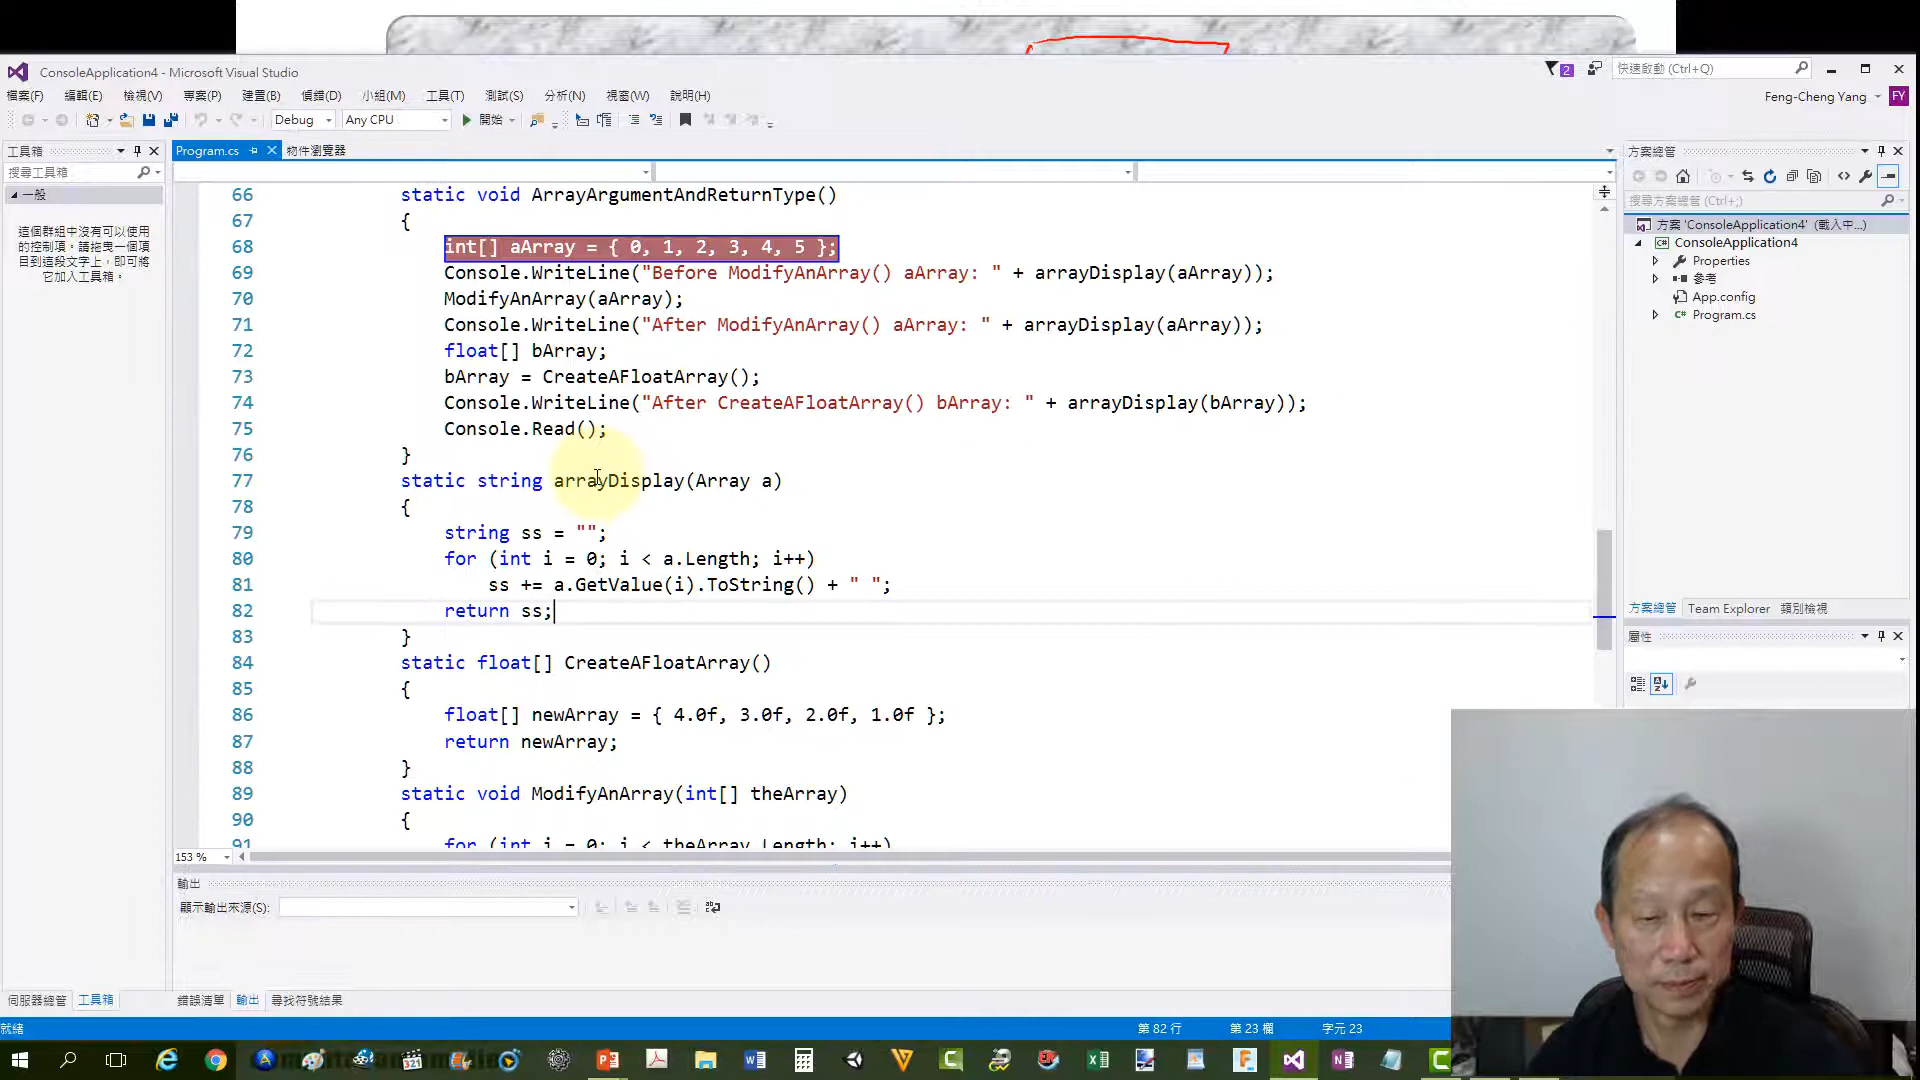 ConsoleApplication4 - Microsoft Visual Studio
2
快速啟動 (Ctrl+Q)
檔案(F) 編輯(E) 檢視(V) 專案(P) 建置(B) 偵錯(D) 小組(M) 工具(T) 測試(S) 分析(N) 視窗(W) 說明(H)
Feng-Cheng Yang FY
Debug Any CPU 開始
工具箱
Program.cs 物件瀏覽器
方案總管
搜尋工具箱
一般
搜尋方案總管 (Ctrl+;)
這個群組中沒有可以使用
的控制項。請拖曳一個項
目到這段文字上，即可將
它加入工具箱。
66 static void ArrayArgumentAndReturnType()
67 {
68 int[] aArray = { 0, 1, 2, 3, 4, 5 };
69 Console.WriteLine("Before ModifyAnArray() aArray: " + arrayDisplay(aArray));
70 ModifyAnArray(aArray);
71 Console.WriteLine("After ModifyAnArray() aArray: " + arrayDisplay(aArray));
72 float[] bArray;
73 bArray = CreateAFloatArray();
74 Console.WriteLine("After CreateAFloatArray() bArray: " + arrayDisplay(bArray));
75 Console.Read();
76 }
77 static string arrayDisplay(Array a)
78 {
79 string ss = "";
80 for (int i = 0; i < a.Length; i++)
81 ss += a.GetValue(i).ToString() + " ";
82 return ss;
83 }
84 static float[] CreateAFloatArray()
85 {
86 float[] newArray = { 4.0f, 3.0f, 2.0f, 1.0f };
87 return newArray;
88 }
89 static void ModifyAnArray(int[] theArray)
90 {
91 for (int i = 0; i < theArray.Length; i++)
方案 'ConsoleApplication4' (載入中...)
ConsoleApplication4
Properties
參考
App.config
Program.cs
方案總管 Team Explorer 類別檢視
屬性
153 %
輸出
顯示輸出來源(S):
伺服器總管 工具箱
錯誤清單 輸出 尋找符號結果
就緒
第 82 行 第 23 欄 字元 23